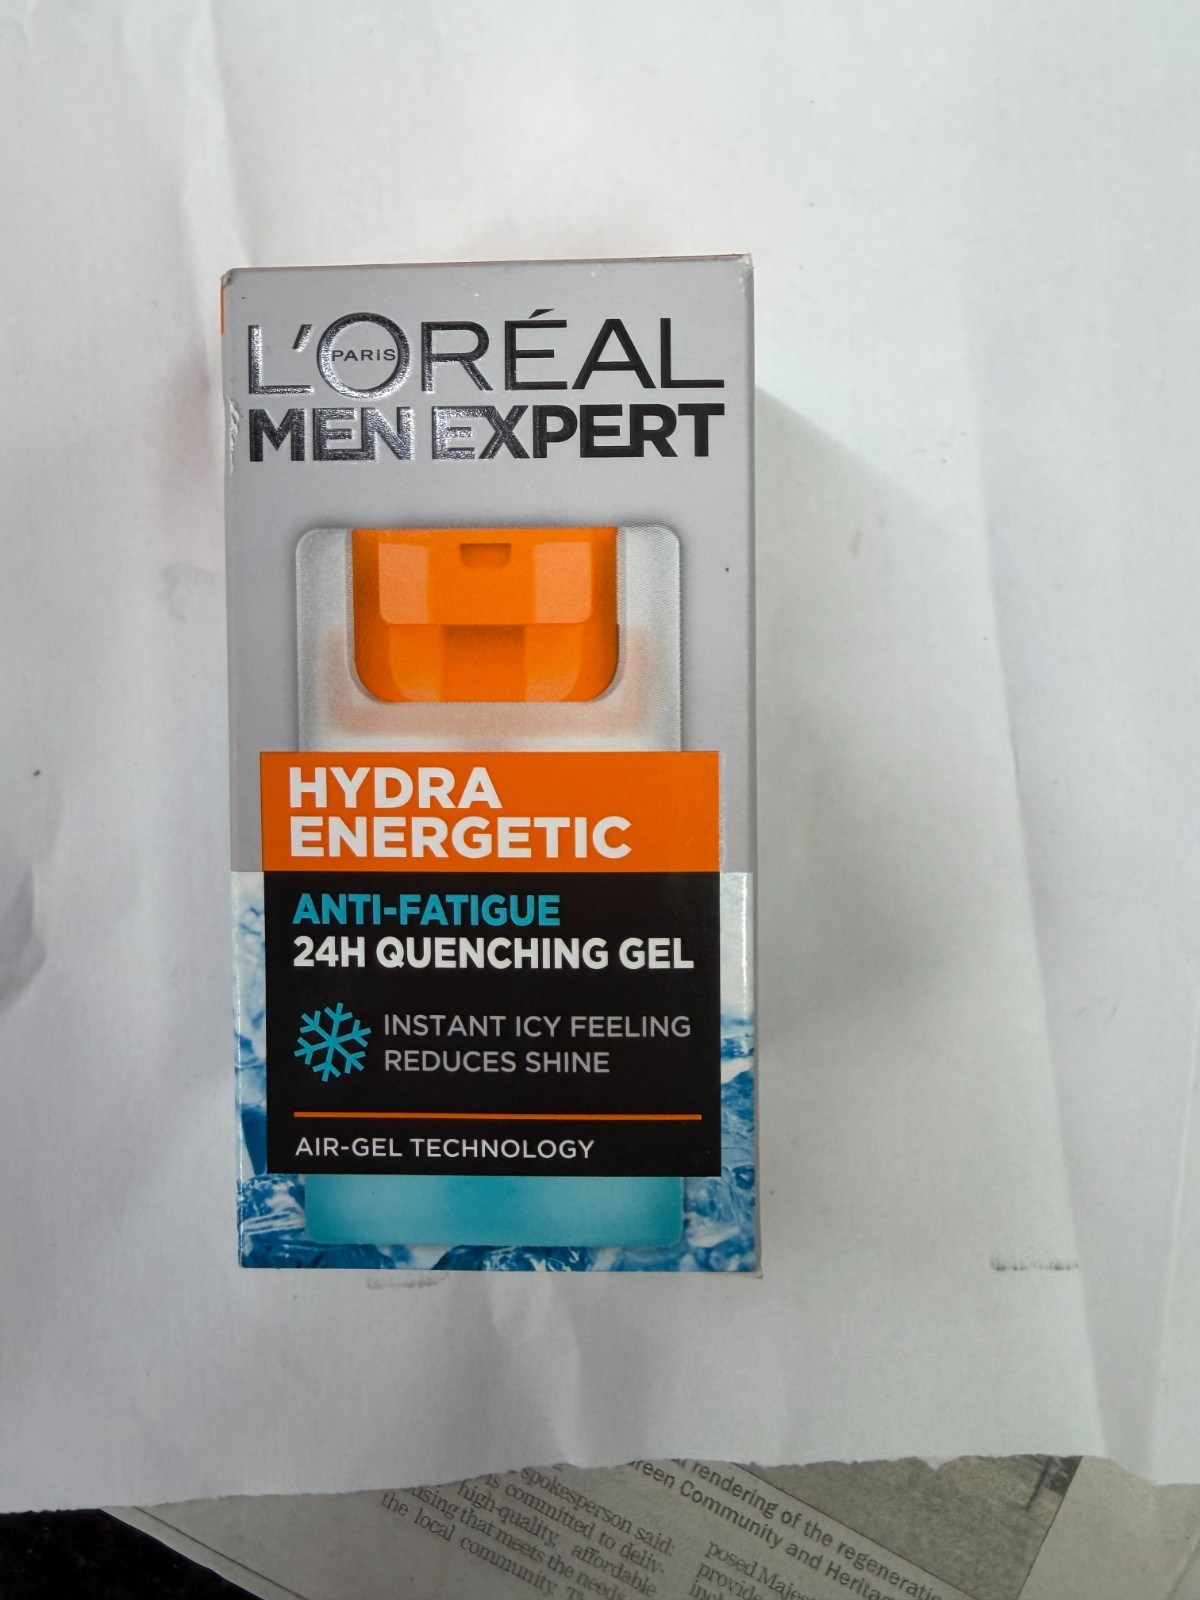 L'ORÉAL
PARIS
MEN EXPERT
HYDRA
ENERGETIC
ANTI-FATIGUE
24H QUENCHING GEL
INSTANT ICY FEELING
REDUCES SHINE
AIR-GEL TECHNOLOGY
spokesperson said:
is committed to deliv-
high-quality, affordable
using that meets the needs
the local community.
rendering of the regeneratio
reen Community and Heritag
posed Majes
provide